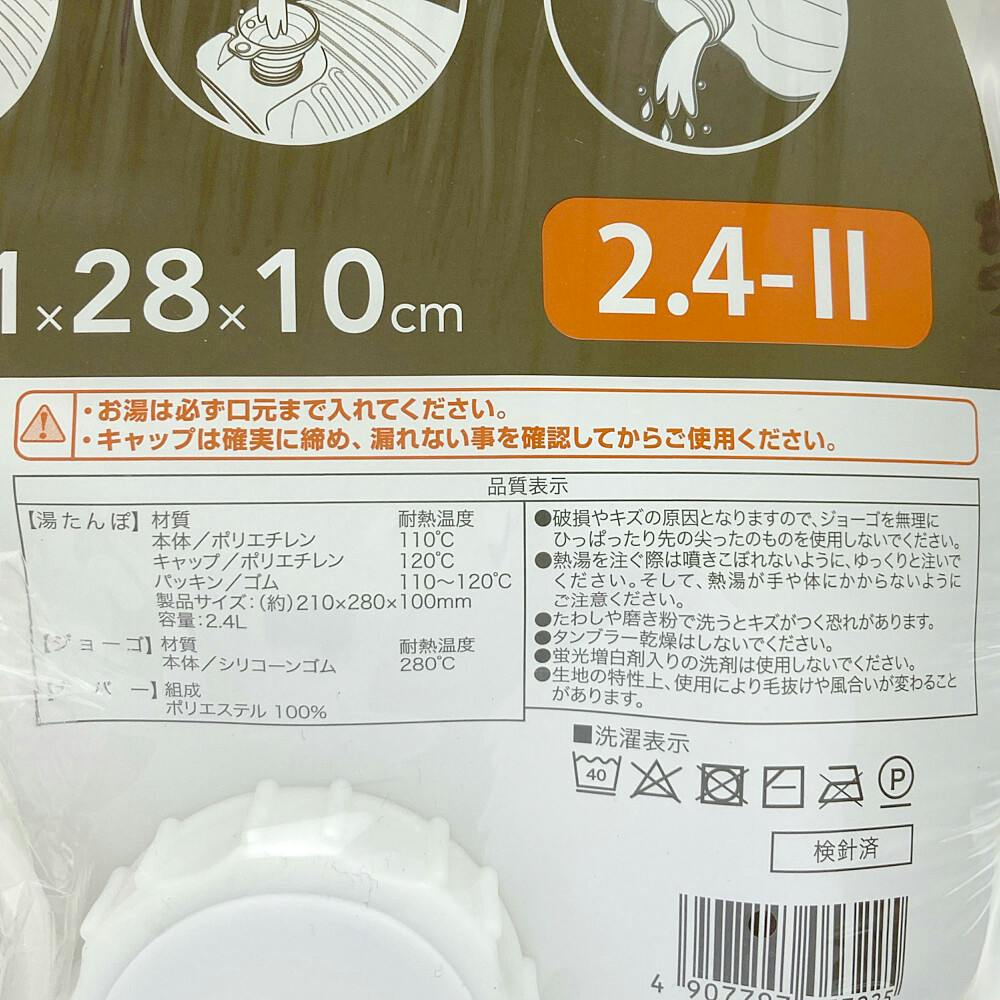 1×28×10cm
2.4-II
・お湯は必ず口元まで入れてください。
・キャップは確実に締め、漏れない事を確認してからご使用ください。
品質表示
【湯たんぽ】 材質 耐熱温度
本体／ポリエチレン 110℃
キャップ／ポリエチレン 120℃
パッキン／ゴム 110～120℃
製品サイズ：(約)210×280×100mm
容量：2.4L
【ジョーゴ】 材質 耐熱温度
本体／シリコーンゴム 280℃
バー】 組成
ポリエステル 100%
●破損やキズの原因となりますので、ジョーゴを無理に
ひっぱったり先の尖ったものを使用しないでください。
●熱湯を注ぐ際は噴きこぼれないように、ゆっくりと注いで
ください。そして、熱湯が手や体にかからないように
ご注意ください。
●たわしや磨き粉で洗うとキズがつく恐れがあります。
●タンブラー乾燥はしないでください。
●蛍光増白剤入りの洗剤は使用しないでください。
●生地の特性上、使用により毛抜けや風合いが変わること
があります。
■洗濯表示
40
P
検針済
4 907797